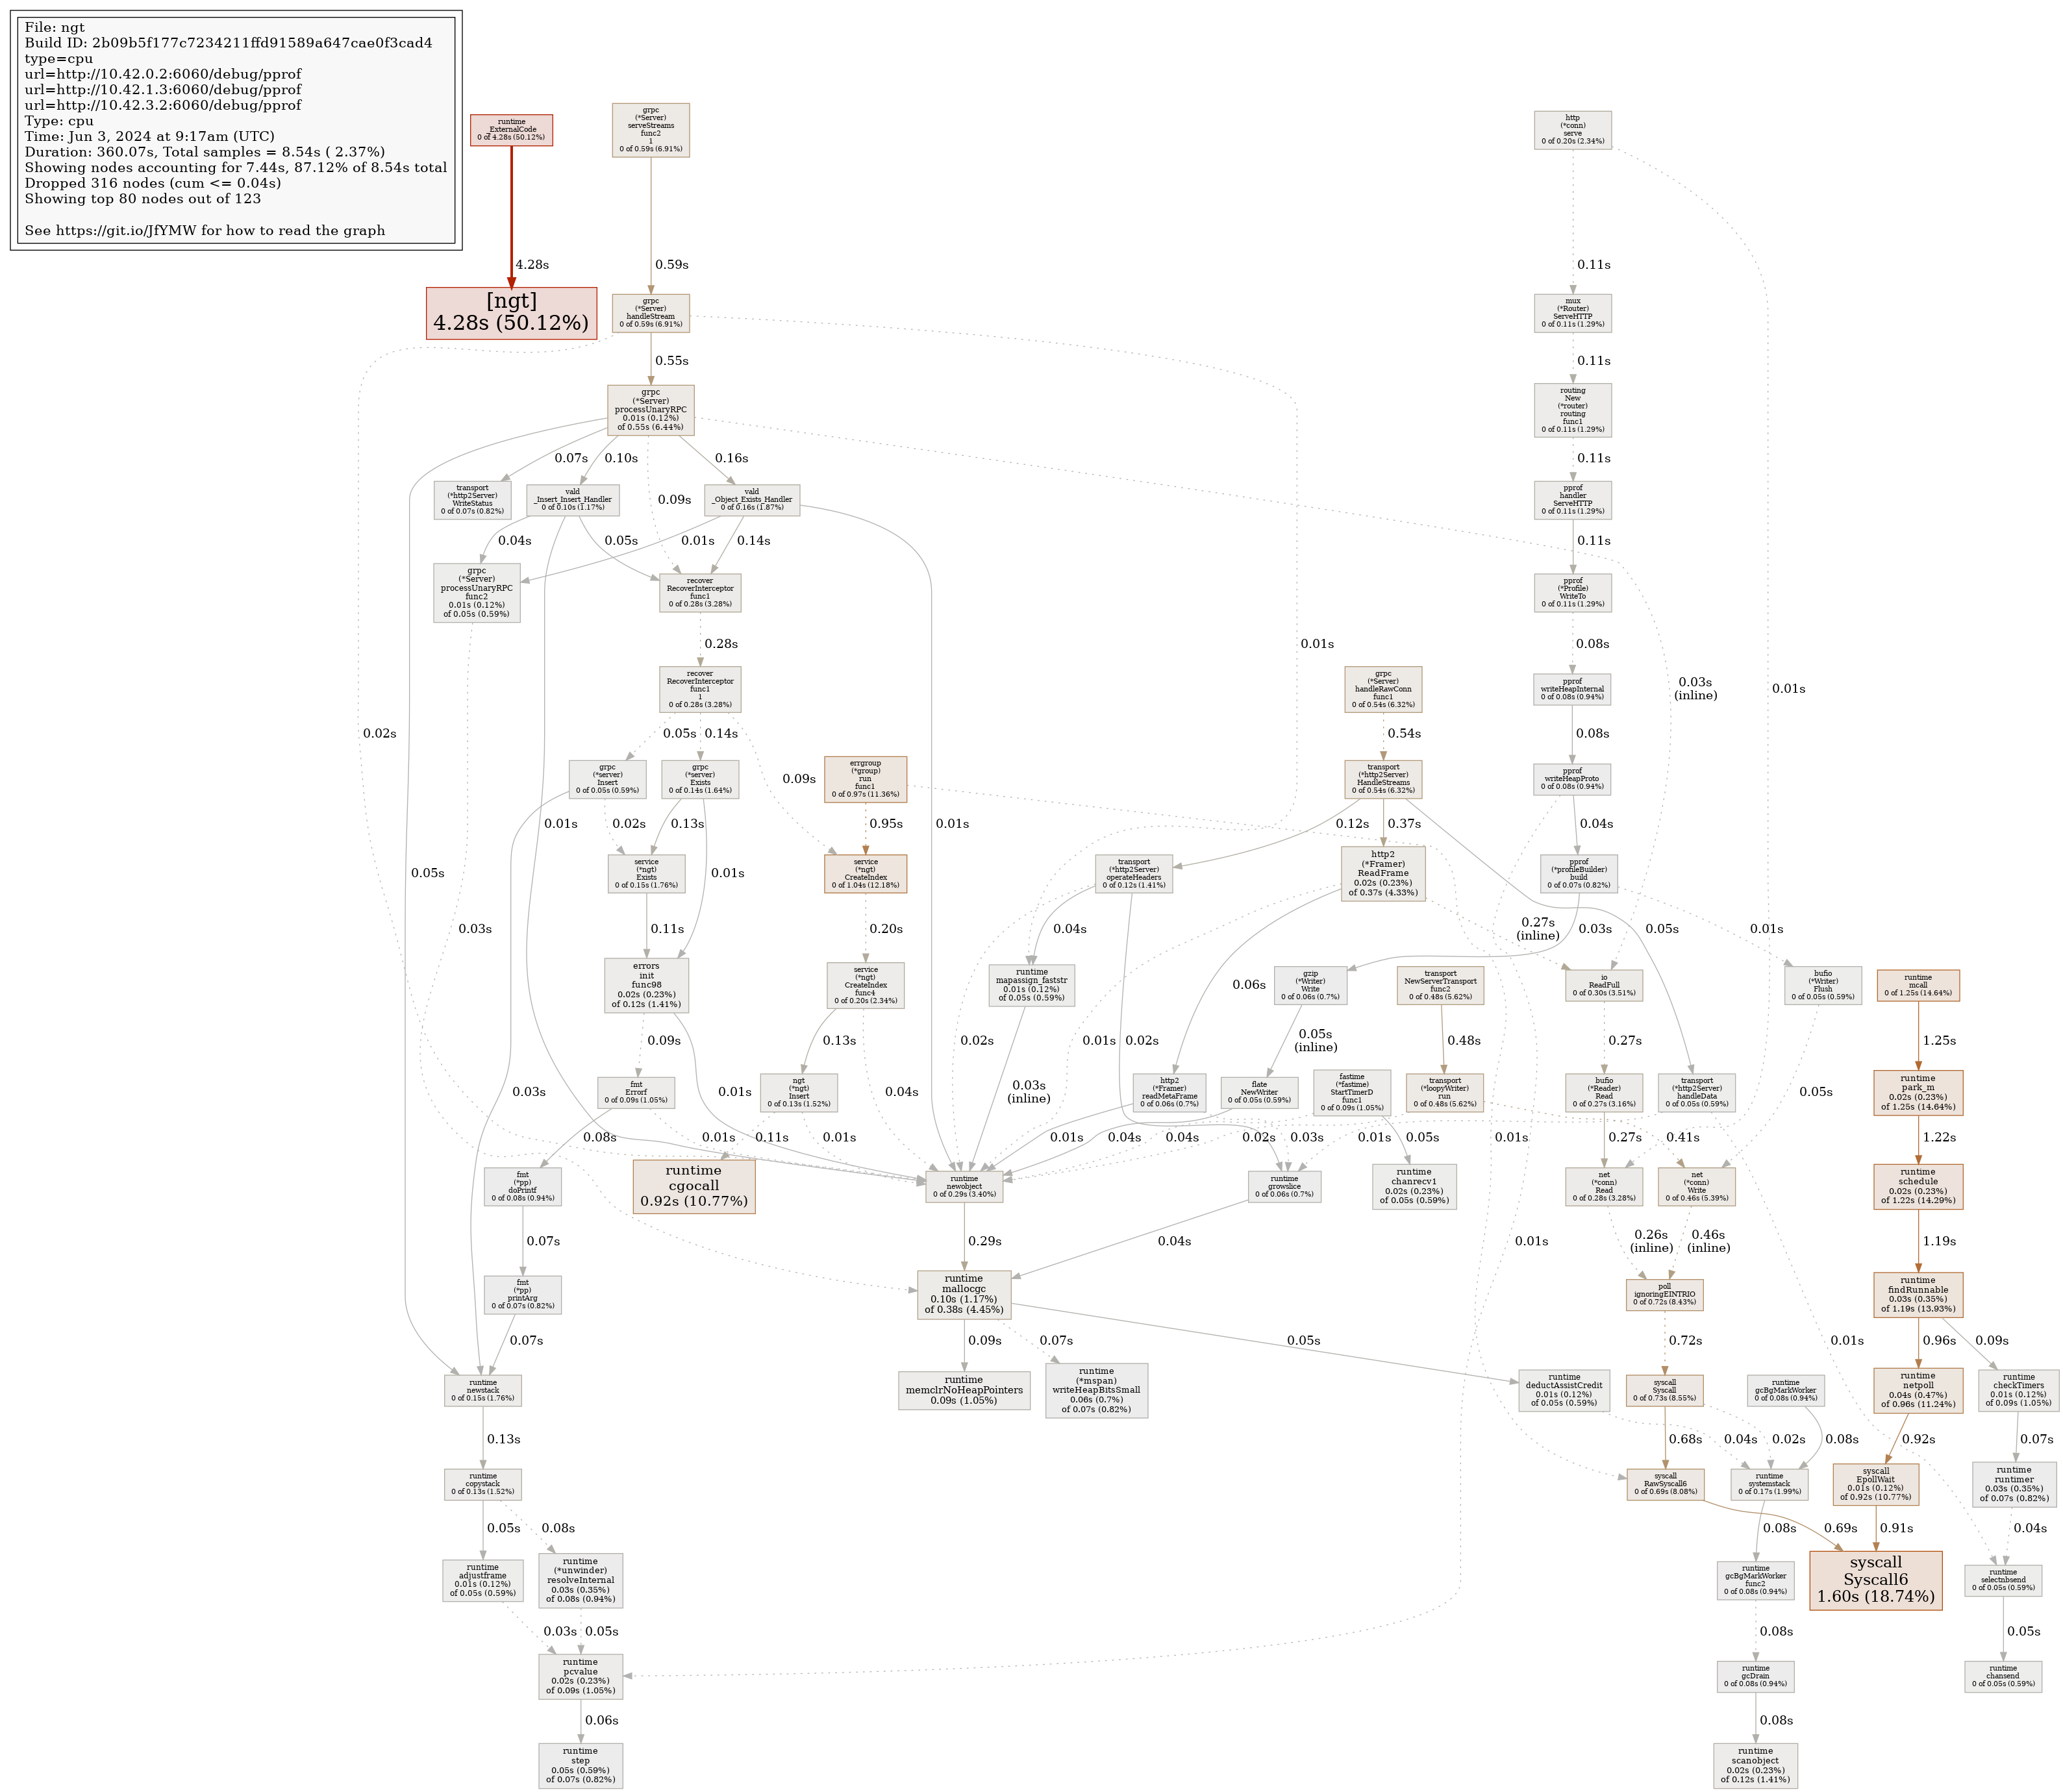 File: ngt
Build ID: 2b09b5f177c7234211ffd91589a647cae0f3cad4
type=cpu
url=http://10.42.0.2:6060/debug/pprof
url=http://10.42.1.3:6060/debug/pprof
url=http://10.42.3.2:6060/debug/pprof
Type: cpu
Time: Jun 3, 2024 at 9:17am (UTC)
Duration: 360.07s, Total samples = 8.54s ( 2.37%)
Showing nodes accounting for 7.44s, 87.12% of 8.54s total
Dropped 316 nodes (cum <= 0.04s)
Showing top 80 nodes out of 123
See https://git.io/JfYMW for how to read the graph
runtime
_ExternalCode
0 of 4.28s (50.12%)
grpc
(*Server)
serveStreams
func2
1
0 of 0.59s (6.91%)
http
(*conn)
serve
0 of 0.20s (2.34%)
4.28s
0.59s
0.11s
[ngt]
4.28s (50.12%)
grpc
(*Server)
handleStream
0 of 0.59s (6.91%)
mux
(*Router)
ServeHTTP
0 of 0.11s (1.29%)
0.55s
0.11s
grpc
(*Server)
processUnaryRPC
0.01s (0.12%)
of 0.55s (6.44%)
routing
New
(*router)
routing
func1
0 of 0.11s (1.29%)
0.07s
0.10s
0.16s
0.11s
transport
(*http2Server)
WriteStatus
0 of 0.07s (0.82%)
vald
_Insert_Insert_Handler
0 of 0.10s (1.17%)
0.09s
vald
_Object_Exists_Handler
0 of 0.16s (1.87%)
pprof
handler
ServeHTTP
0 of 0.11s (1.29%)
0.04s
0.05s
0.01s
0.14s
0.11s
grpc
(*Server)
processUnaryRPC
func2
0.01s (0.12%)
of 0.05s (0.59%)
recover
RecoverInterceptor
func1
0 of 0.28s (3.28%)
pprof
(*Profile)
WriteTo
0 of 0.11s (1.29%)
0.28s
0.01s
0.08s
recover
RecoverInterceptor
func1
1
0 of 0.28s (3.28%)
grpc
(*Server)
handleRawConn
func1
0 of 0.54s (6.32%)
pprof
writeHeapInternal
0 of 0.08s (0.94%)
0.03s
(inline)
0.01s
0.02s
0.05s
0.14s
0.54s
0.08s
grpc
(*server)
Insert
0 of 0.05s (0.59%)
grpc
(*server)
Exists
0 of 0.14s (1.64%)
0.09s
errgroup
(*group)
run
func1
0 of 0.97s (11.36%)
transport
(*http2Server)
HandleStreams
0 of 0.54s (6.32%)
pprof
writeHeapProto
0 of 0.08s (0.94%)
0.01s
0.02s
0.13s
0.95s
0.01s
0.12s
0.37s
0.04s
0.05s
service
(*ngt)
Exists
0 of 0.15s (1.76%)
0.01s
service
(*ngt)
CreateIndex
0 of 1.04s (12.18%)
transport
(*http2Server)
operateHeaders
0 of 0.12s (1.41%)
http2
(*Framer)
ReadFrame
0.02s (0.23%)
of 0.37s (4.33%)
pprof
(*profileBuilder)
build
0 of 0.07s (0.82%)
0.03s
0.11s
0.20s
0.04s
0.27s
(inline)
0.03s
0.05s
0.01s
errors
init
func98
0.02s (0.23%)
of 0.12s (1.41%)
service
(*ngt)
CreateIndex
func4
0 of 0.20s (2.34%)
runtime
mapassign_faststr
0.01s (0.12%)
of 0.05s (0.59%)
0.06s
gzip
(*Writer)
Write
0 of 0.06s (0.7%)
transport
NewServerTransport
func2
0 of 0.48s (5.62%)
io
ReadFull
0 of 0.30s (3.51%)
bufio
(*Writer)
Flush
0 of 0.05s (0.59%)
runtime
mcall
0 of 1.25s (14.64%)
0.09s
0.13s
0.02s
0.01s
0.02s
0.05s
(inline)
0.48s
0.27s
1.25s
0.03s
0.01s
0.04s
0.03s
(inline)
0.05s
fmt
Errorf
0 of 0.09s (1.05%)
ngt
(*ngt)
Insert
0 of 0.13s (1.52%)
http2
(*Framer)
readMetaFrame
0 of 0.06s (0.7%)
flate
NewWriter
0 of 0.05s (0.59%)
fastime
(*fastime)
StartTimerD
func1
0 of 0.09s (1.05%)
transport
(*loopyWriter)
run
0 of 0.48s (5.62%)
bufio
(*Reader)
Read
0 of 0.27s (3.16%)
transport
(*http2Server)
handleData
0 of 0.05s (0.59%)
runtime
park_m
0.02s (0.23%)
of 1.25s (14.64%)
0.08s
0.01s
0.11s
0.01s
0.01s
0.04s
0.04s
0.02s
0.03s
0.01s
0.05s
0.01s
0.27s
0.41s
1.22s
fmt
(*pp)
doPrintf
0 of 0.08s (0.94%)
runtime
cgocall
0.92s (10.77%)
runtime
newobject
0 of 0.29s (3.40%)
runtime
growslice
0 of 0.06s (0.7%)
runtime
chanrecv1
0.02s (0.23%)
of 0.05s (0.59%)
net
(*conn)
Read
0 of 0.28s (3.28%)
net
(*conn)
Write
0 of 0.46s (5.39%)
runtime
schedule
0.02s (0.23%)
of 1.22s (14.29%)
0.07s
0.29s
0.04s
0.01s
0.26s
(inline)
0.46s
(inline)
1.19s
fmt
(*pp)
printArg
0 of 0.07s (0.82%)
runtime
mallocgc
0.10s (1.17%)
of 0.38s (4.45%)
poll
ignoringEINTRIO
0 of 0.72s (8.43%)
runtime
findRunnable
0.03s (0.35%)
of 1.19s (13.93%)
0.07s
0.09s
0.07s
0.05s
0.72s
0.01s
0.96s
0.09s
runtime
newstack
0 of 0.15s (1.76%)
runtime
memclrNoHeapPointers
0.09s (1.05%)
runtime
(*mspan)
writeHeapBitsSmall
0.06s (0.7%)
of 0.07s (0.82%)
runtime
deductAssistCredit
0.01s (0.12%)
of 0.05s (0.59%)
syscall
Syscall
0 of 0.73s (8.55%)
runtime
gcBgMarkWorker
0 of 0.08s (0.94%)
runtime
netpoll
0.04s (0.47%)
of 0.96s (11.24%)
runtime
checkTimers
0.01s (0.12%)
of 0.09s (1.05%)
0.13s
0.68s
0.04s
0.02s
0.08s
0.92s
0.07s
runtime
copystack
0 of 0.13s (1.52%)
syscall
RawSyscall6
0 of 0.69s (8.08%)
runtime
systemstack
0 of 0.17s (1.99%)
syscall
EpollWait
0.01s (0.12%)
of 0.92s (10.77%)
runtime
runtimer
0.03s (0.35%)
of 0.07s (0.82%)
0.05s
0.08s
0.08s
0.69s
0.91s
0.04s
runtime
adjustframe
0.01s (0.12%)
of 0.05s (0.59%)
runtime
(*unwinder)
resolveInternal
0.03s (0.35%)
of 0.08s (0.94%)
runtime
gcBgMarkWorker
func2
0 of 0.08s (0.94%)
syscall
Syscall6
1.60s (18.74%)
runtime
selectnbsend
0 of 0.05s (0.59%)
0.03s
0.05s
0.08s
0.05s
runtime
pcvalue
0.02s (0.23%)
of 0.09s (1.05%)
runtime
gcDrain
0 of 0.08s (0.94%)
runtime
chansend
0 of 0.05s (0.59%)
0.06s
0.08s
runtime
step
0.05s (0.59%)
of 0.07s (0.82%)
runtime
scanobject
0.02s (0.23%)
of 0.12s (1.41%)